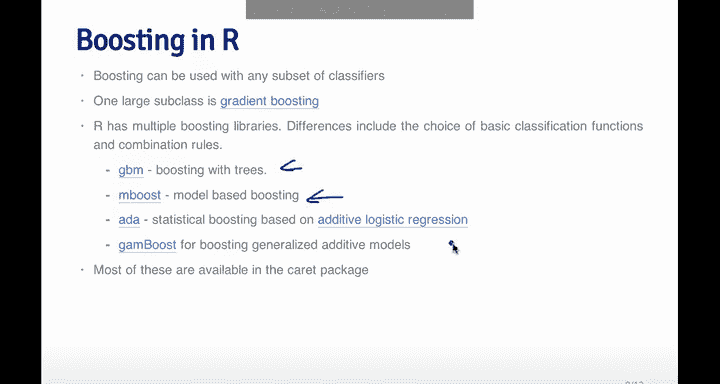 Boosting in R
· Boosting can be used with any subset of classifiers
· One large subclass is gradient boosting
· R has multiple boosting libraries. Differences include the choice of basic classification functions
and combination rules.
- gbm - boosting with trees.
- mboost - model based boosting
- ada - statistical boosting based on additive logistic regression
- gamBoost for boosting generalized additive models
· Most of these are available in the caret package